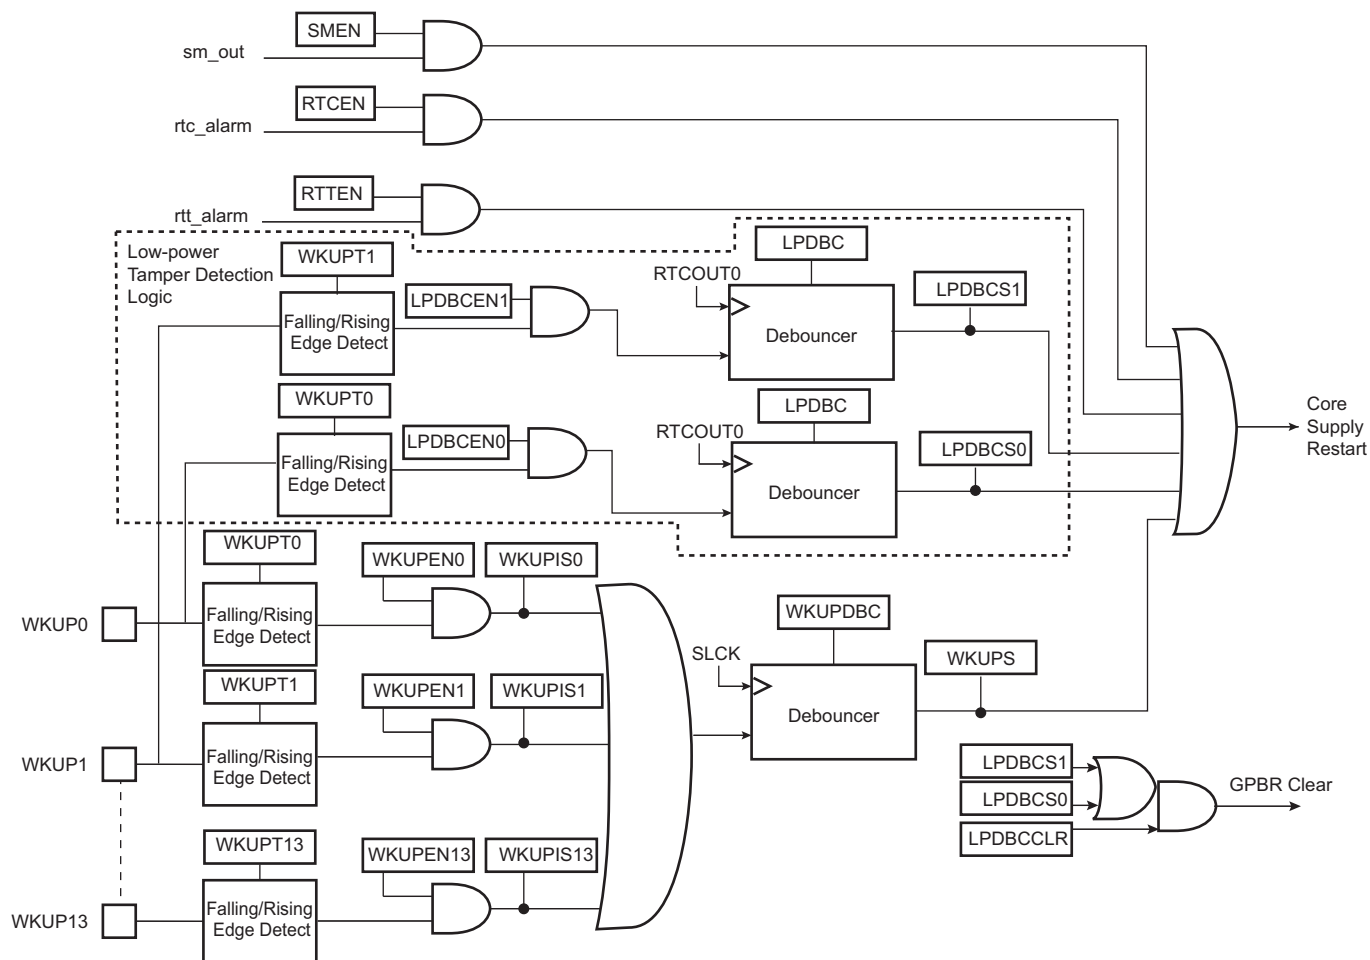 SMEN
sm_out
RTCEN
rtc_alarm
RTTEN
rtt_alarm
Low-power
Tamper Detection
Logic
WKUPT1
Falling/Rising
Edge Detect
LPDBCEN1
RTCOUT0
LPDBC
Debouncer
LPDBCS1
WKUPT0
Falling/Rising
Edge Detect
LPDBCEN0
RTCOUT0
LPDBC
Debouncer
LPDBCS0
Core
Supply
Restart
WKUP0
WKUPT0
Falling/Rising
Edge Detect
WKUPEN0
WKUPIS0
WKUP1
WKUPT1
Falling/Rising
Edge Detect
WKUPEN1
WKUPIS1
SLCK
WKUPDBC
Debouncer
WKUPS
WKUP13
WKUPT13
Falling/Rising
Edge Detect
WKUPEN13
WKUPIS13
LPDBCS1
LPDBCS0
LPDBCCLR
GPBR Clear